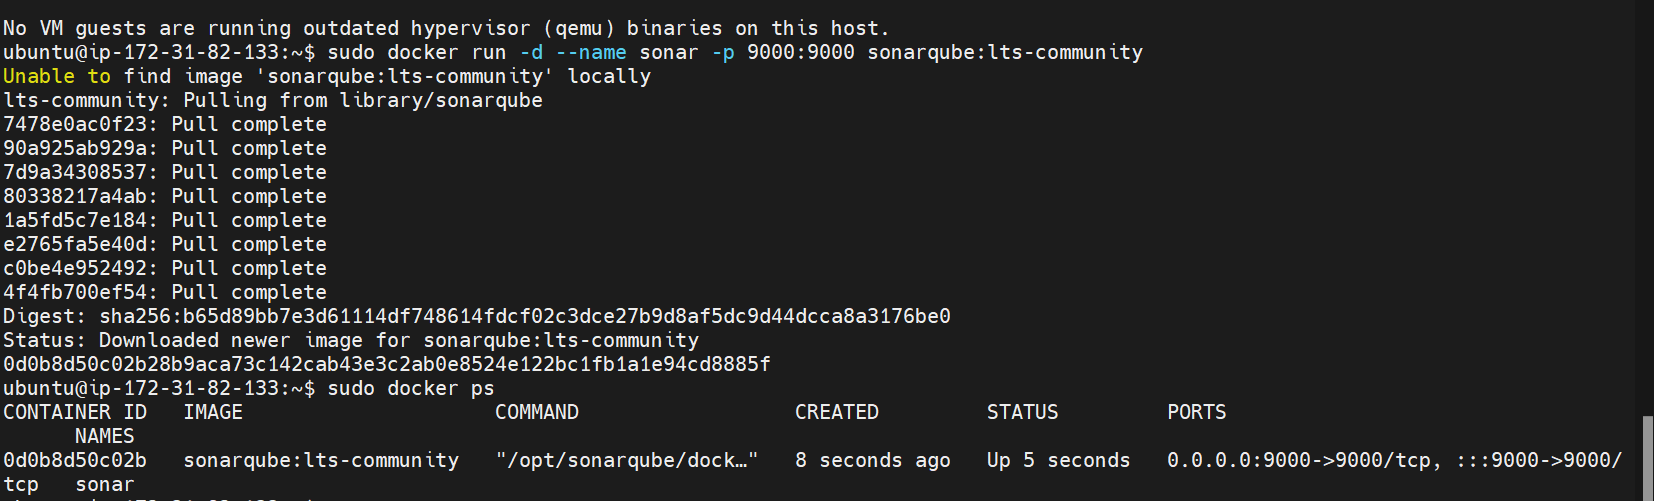 No VM guests are running outdated hypervisor (qemu) binaries on this host.
ubuntu@ip-172-31-82-133:~$ sudo docker run -d --name sonar -p 9000:9000 sonarqube:lts-community
Unable to find image 'sonarqube:lts-community' locally
lts-community: Pulling from library/sonarqube
7478e0ac0f23: Pull complete
90a925ab929a: Pull complete
7d9a34308537: Pull complete
80338217a4ab: Pull complete
1a5fd5c7e184: Pull complete
e2765fa5e40d: Pull complete
c0be4e952492: Pull complete
4f4fb700ef54: Pull complete
Digest: sha256:b65d89bb7e3d61114df748614fdcf02c3dce27b9d8af5dc9d44dcca8a3176be0
Status: Downloaded newer image for sonarqube:lts-community
0d0b8d50c02b28b9aca73c142cab43e3c2ab0e8524e122bc1fb1a1e94cd8885f
ubuntu@ip-172-31-82-133:~$ sudo docker ps
CONTAINER ID   IMAGE                     COMMAND                  CREATED         STATUS         PORTS
      NAMES
0d0b8d50c02b   sonarqube:lts-community   "/opt/sonarqube/dock…"   8 seconds ago   Up 5 seconds   0.0.0.0:9000->9000/tcp, :::9000->9000/
tcp   sonar